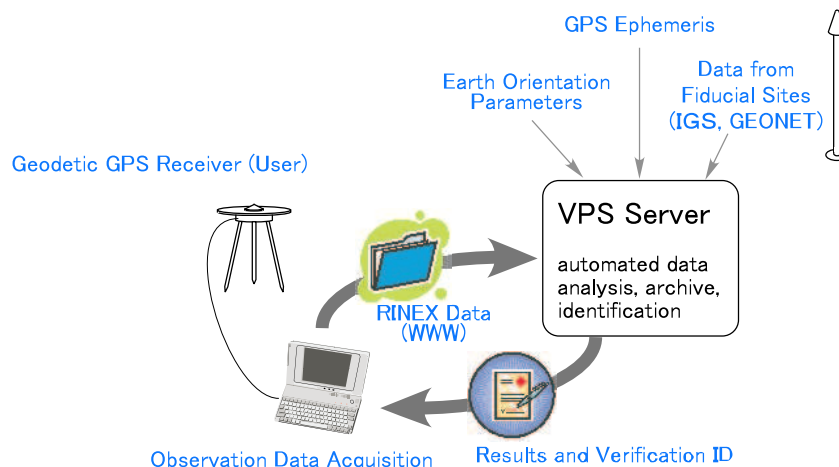 GPS Ephemeris
Earth Orientation
Parameters
Data from
Fiducial Sites
(IGS, GEONET)
Geodetic GPS Receiver (User)
VPS Server
automated data
analysis, archive,
identification
RINEX Data
(WWW)
Observation Data Acquisition
Results and Verification ID